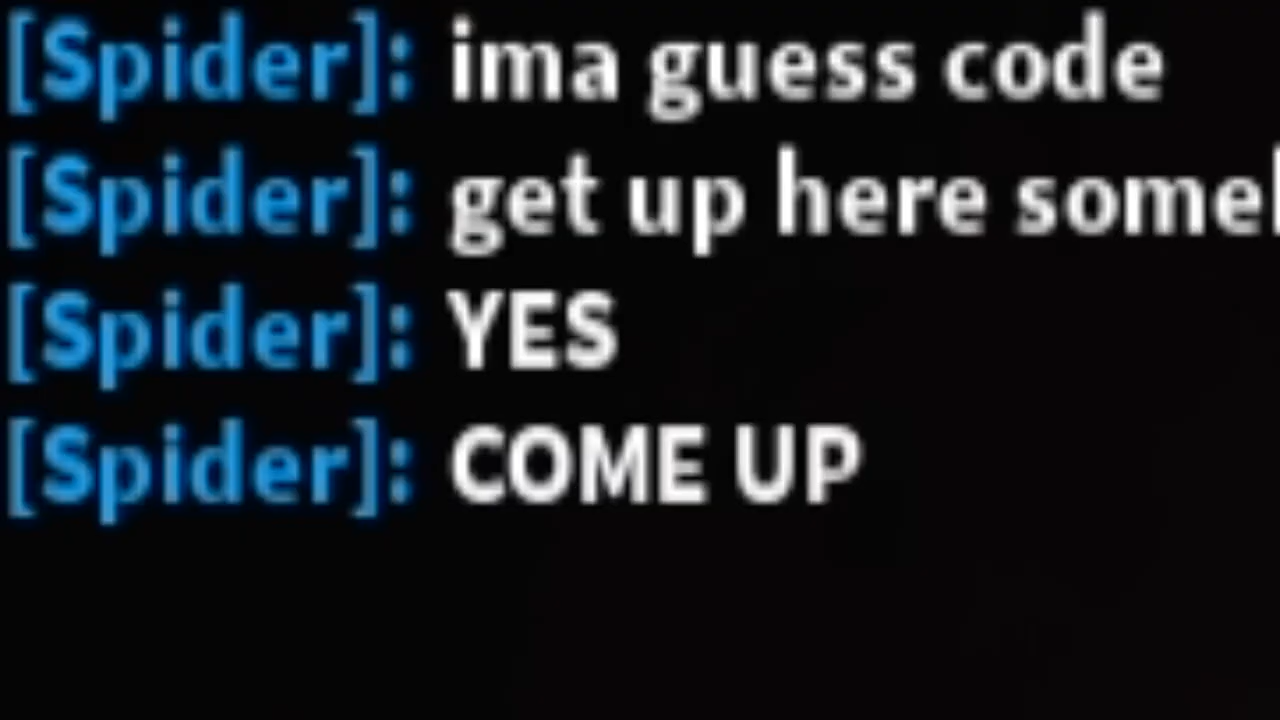 [Spider]: ima guess code
[Spider]: get up here
[Spider]: YES
[Spider]: COME UP